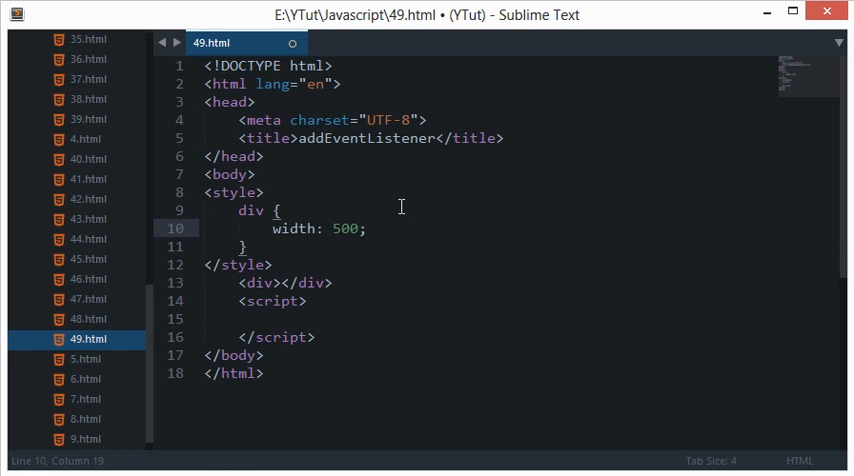 E:\YTut\Javascript\49.html • (YTut) - Sublime Text
35.html
36.html
37.html
38.html
39.html
4.html
40.html
41.html
42.html
43.html
44.html
45.html
46.html
47.html
48.html
49.html
5.html
6.html
7.html
8.html
9.html
49.html
1 <!DOCTYPE html>
2 <html lang="en">
3 <head>
4 <meta charset="UTF-8">
5 <title>addEventListener</title>
6 </head>
7 <body>
8 <style>
9 div {
10 width: 500;
11 }
12 </style>
13 <div></div>
14 <script>
15
16 </script>
17 </body>
18 </html>
Line 10, Column 19
Tab Size: 4
HTML